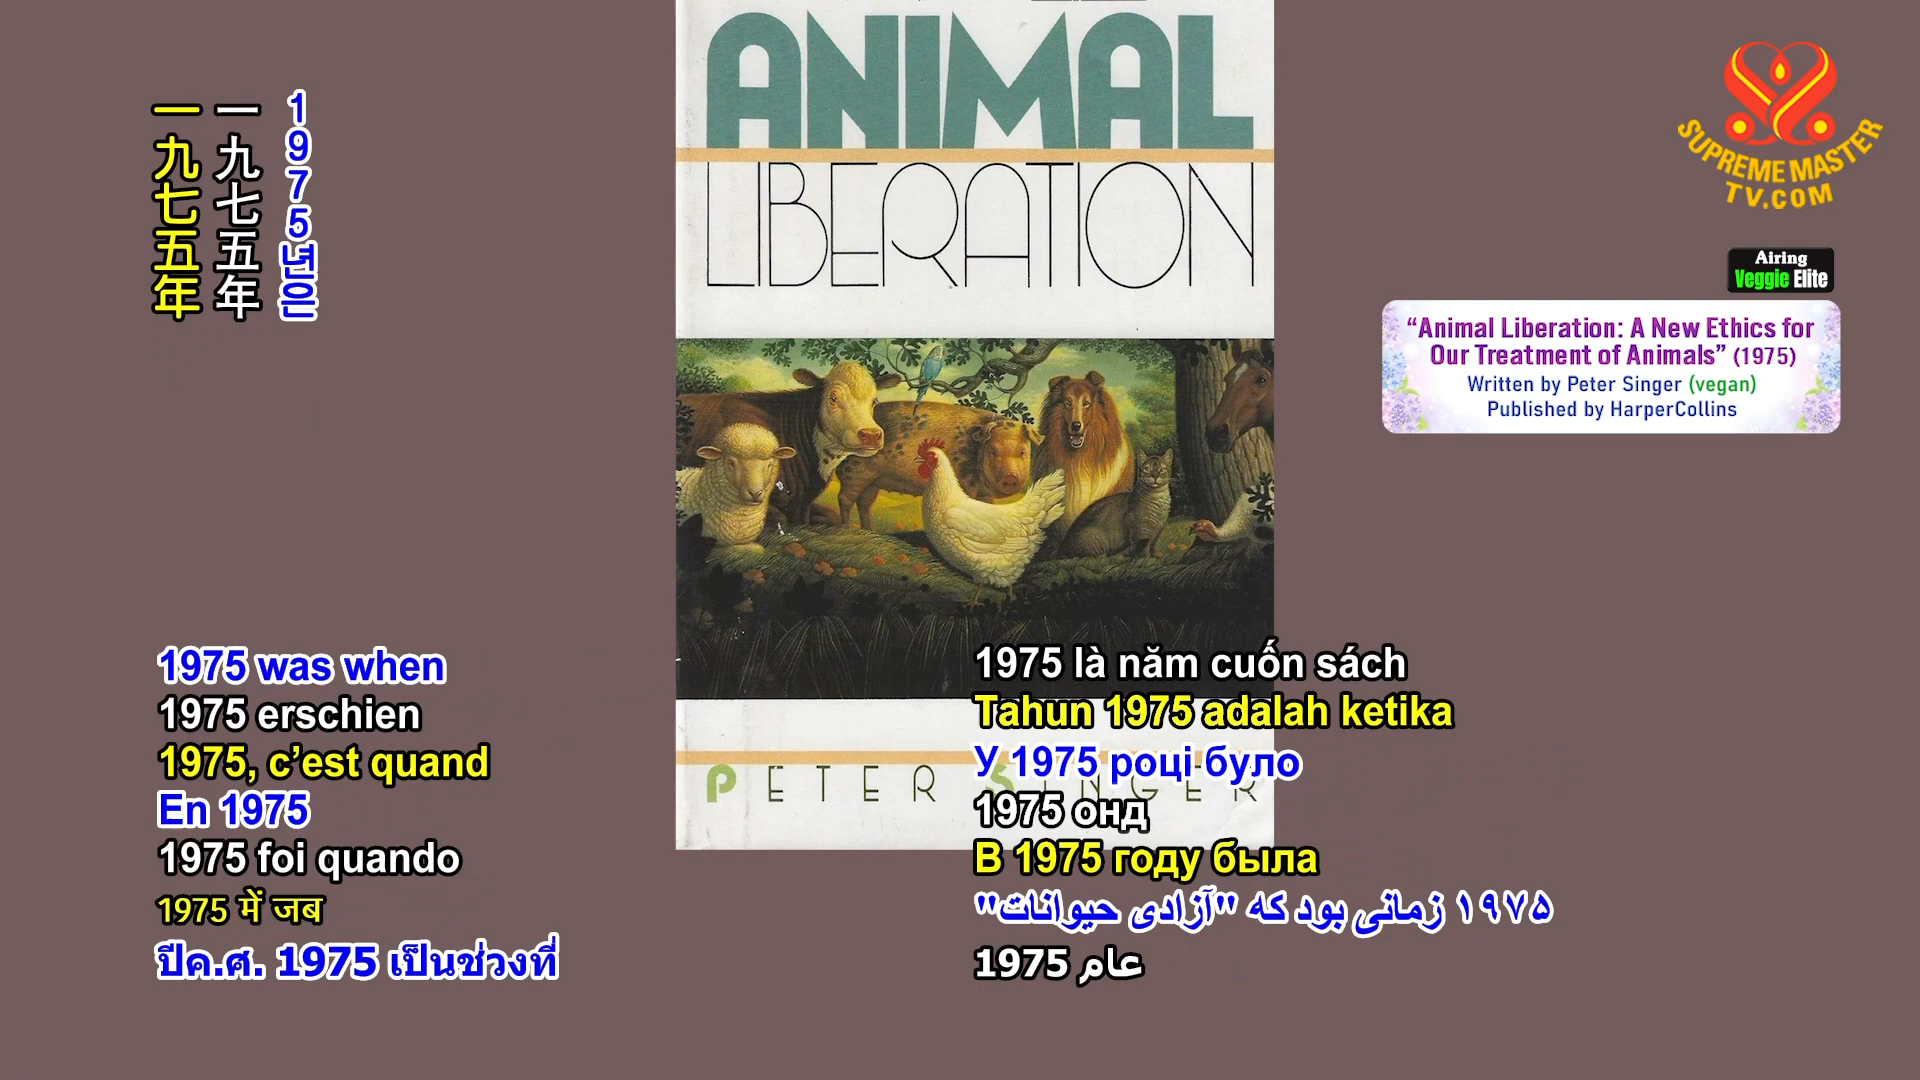 ANIMAL
LIBERATION
PETER SINGER
SUPREME MASTER
TV.COM
Airing
Veggie Elite
“Animal Liberation: A New Ethics for
Our Treatment of Animals” (1975)
Written by Peter Singer (vegan)
Published by HarperCollins
一九七五年
一九七五年
1975년은
1975 was when
1975 erschien
1975, c’est quand
En 1975
1975 foi quando
1975 में जब
ปีค.ศ. 1975 เป็นช่วงที่
1975 là năm cuốn sách
Tahun 1975 adalah ketika
У 1975 році було
1975 онд
В 1975 году была
۱۹۷۵ زمانی بود که "آزادی حیوانات"
عام 1975